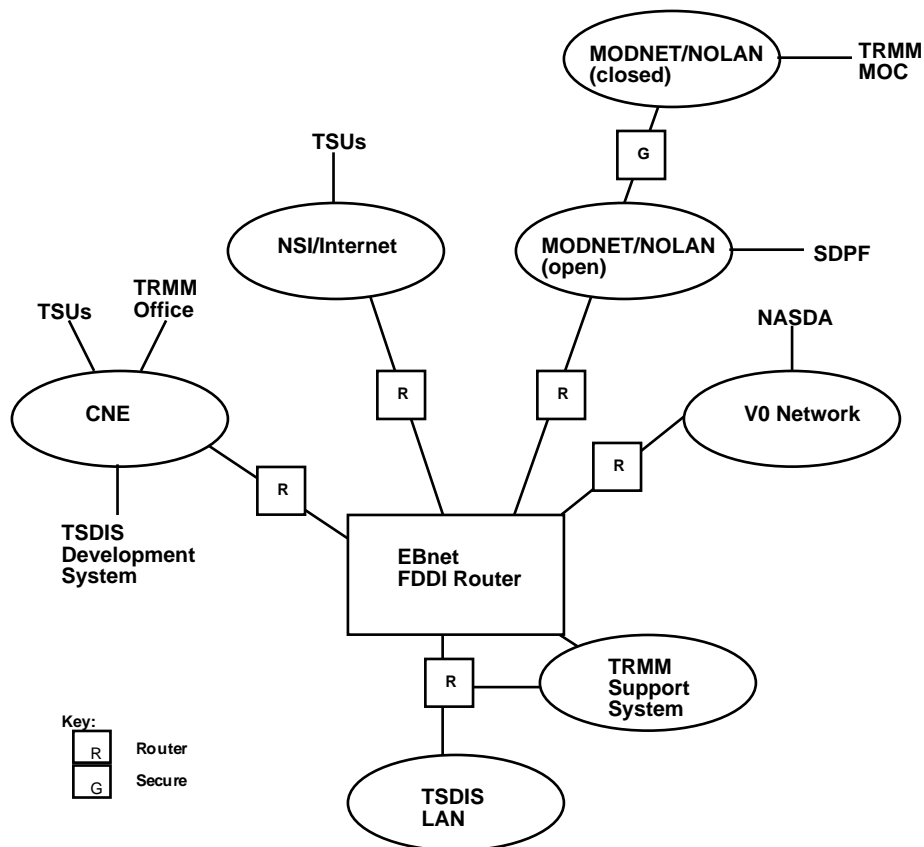 MODNET/NOLAN
(closed)
TRMM
MOC
G
TSUs
NSI/Internet
MODNET/NOLAN
(open)
SDPF
TSUs
TRMM
Office
NASDA
R
R
CNE
V0 Network
R
R
TSDIS
Development
System
EBnet
FDDI Router
R
TRMM
Support
System
Key:
R
Router
G
Secure
TSDIS
LAN